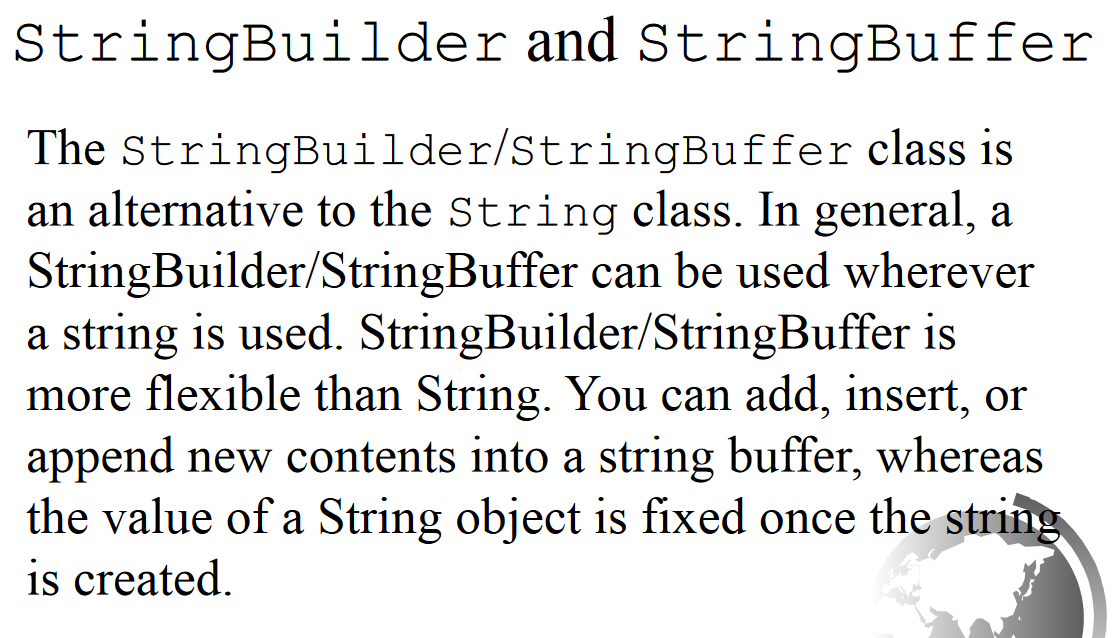 StringBuilder and StringBuffer
The StringBuilder/StringBuffer class is
an alternative to the String class. In general, a
StringBuilder/StringBuffer can be used wherever
a string is used. StringBuilder/StringBuffer is
more flexible than String. You can add, insert, or
append new contents into a string buffer, whereas
the value of a String object is fixed once the string
is created.